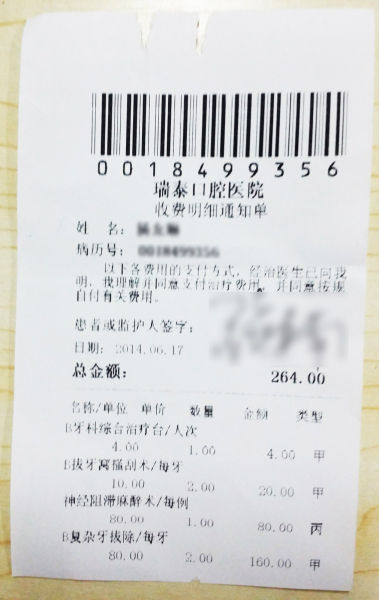 0018499356
瑞泰口腔医院
收费明细通知单
姓 名:
病历号: 0018499356
以下各费用的支付方式，经治医生已向我
明，我理解并同意支付治疗费用，并同意按规
自付有关费用。
患者或监护人签字:
日期: 2014.06.17
总金额: 264.00
名称/单位 单价 数量 金额 类型
B牙科综合治疗台/人次
4.00 1.00 4.00 甲
B拔牙窝搔刮术/每牙
10.00 2.00 20.00 甲
神经阻滞麻醉术/每例
80.00 1.00 80.00 丙
B复杂牙拔除/每牙
80.00 2.00 160.00 甲